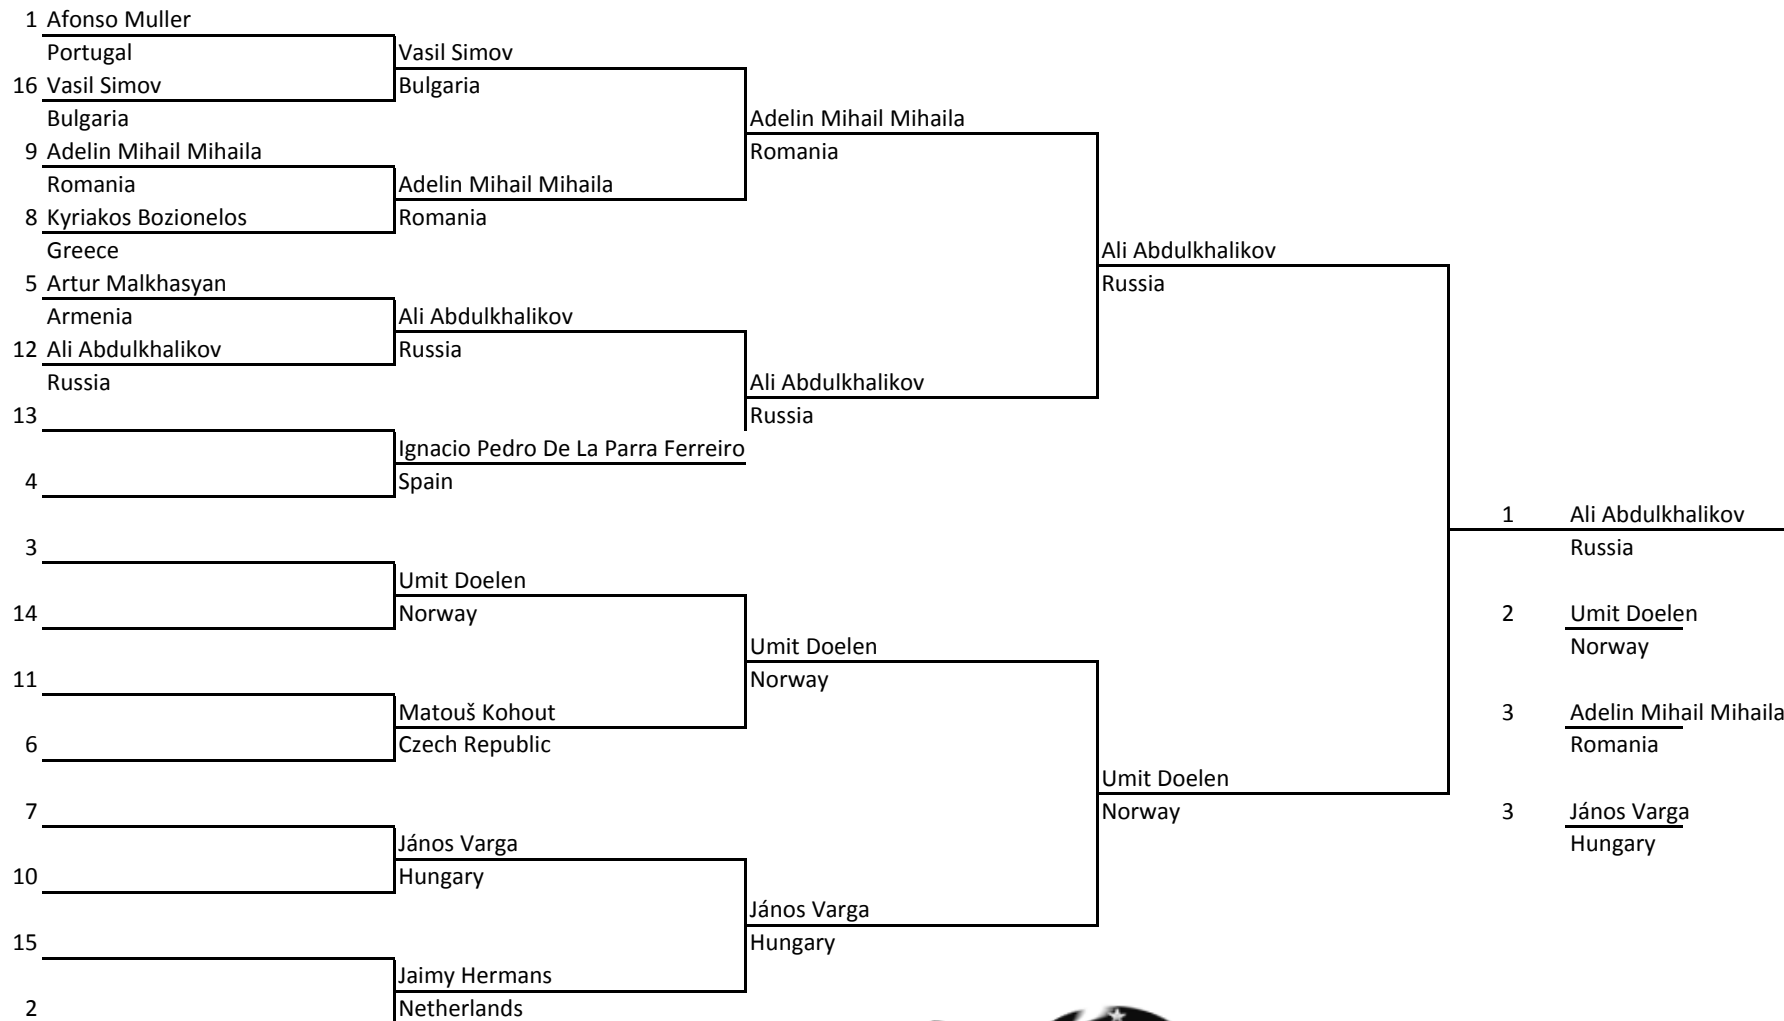 1 Afonso Muller
Portugal
Vasil Simov
16 Vasil Simov
Bulgaria
Bulgaria
Adelin Mihail Mihaila
9 Adelin Mihail Mihaila
Romania
Romania
Adelin Mihail Mihaila
8 Kyriakos Bozionelos
Romania
Greece
Ali Abdulkhalikov
5 Artur Malkhasyan
Russia
Armenia
Ali Abdulkhalikov
12 Ali Abdulkhalikov
Russia
Russia
Ali Abdulkhalikov
13
Russia
Ignacio Pedro De La Parra Ferreiro
4
Spain
1 Ali Abdulkhalikov
3
Russia
Umit Doelen
14
Norway
2 Umit Doelen
Umit Doelen
Norway
11
Norway
Matouš Kohout
3 Adelin Mihail Mihaila
6
Czech Republic
Romania
Umit Doelen
7
Norway
3 János Varga
János Varga
Hungary
10
Hungary
János Varga
15
Hungary
Jaimy Hermans
2
Netherlands